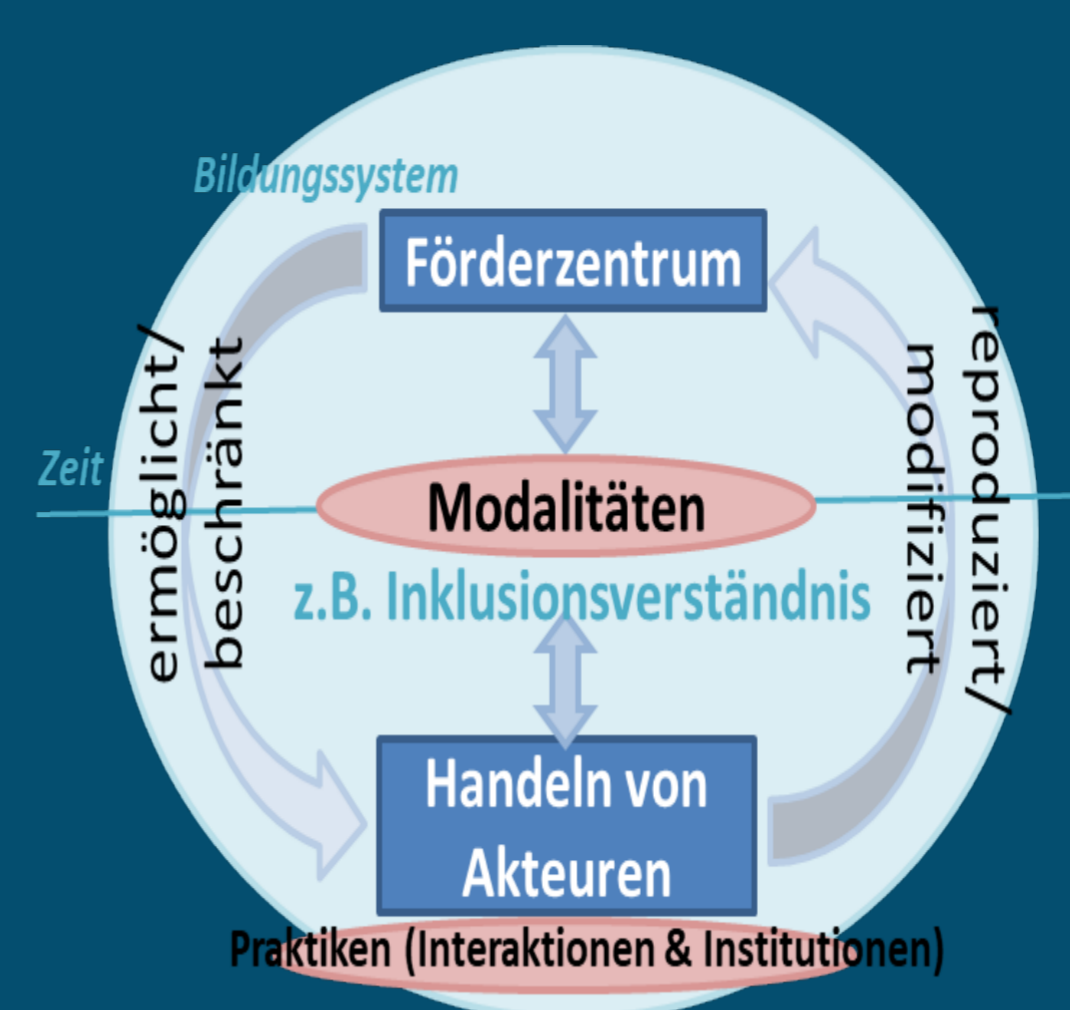 Bildungssystem
Förderzentrum
ermöglicht/
beschränkt
reproduziert/
modifiziert
Zeit
Modalitäten
z.B. Inklusionsverständnis
Handeln von
Akteuren
Praktiken (Interaktionen & Institutionen)